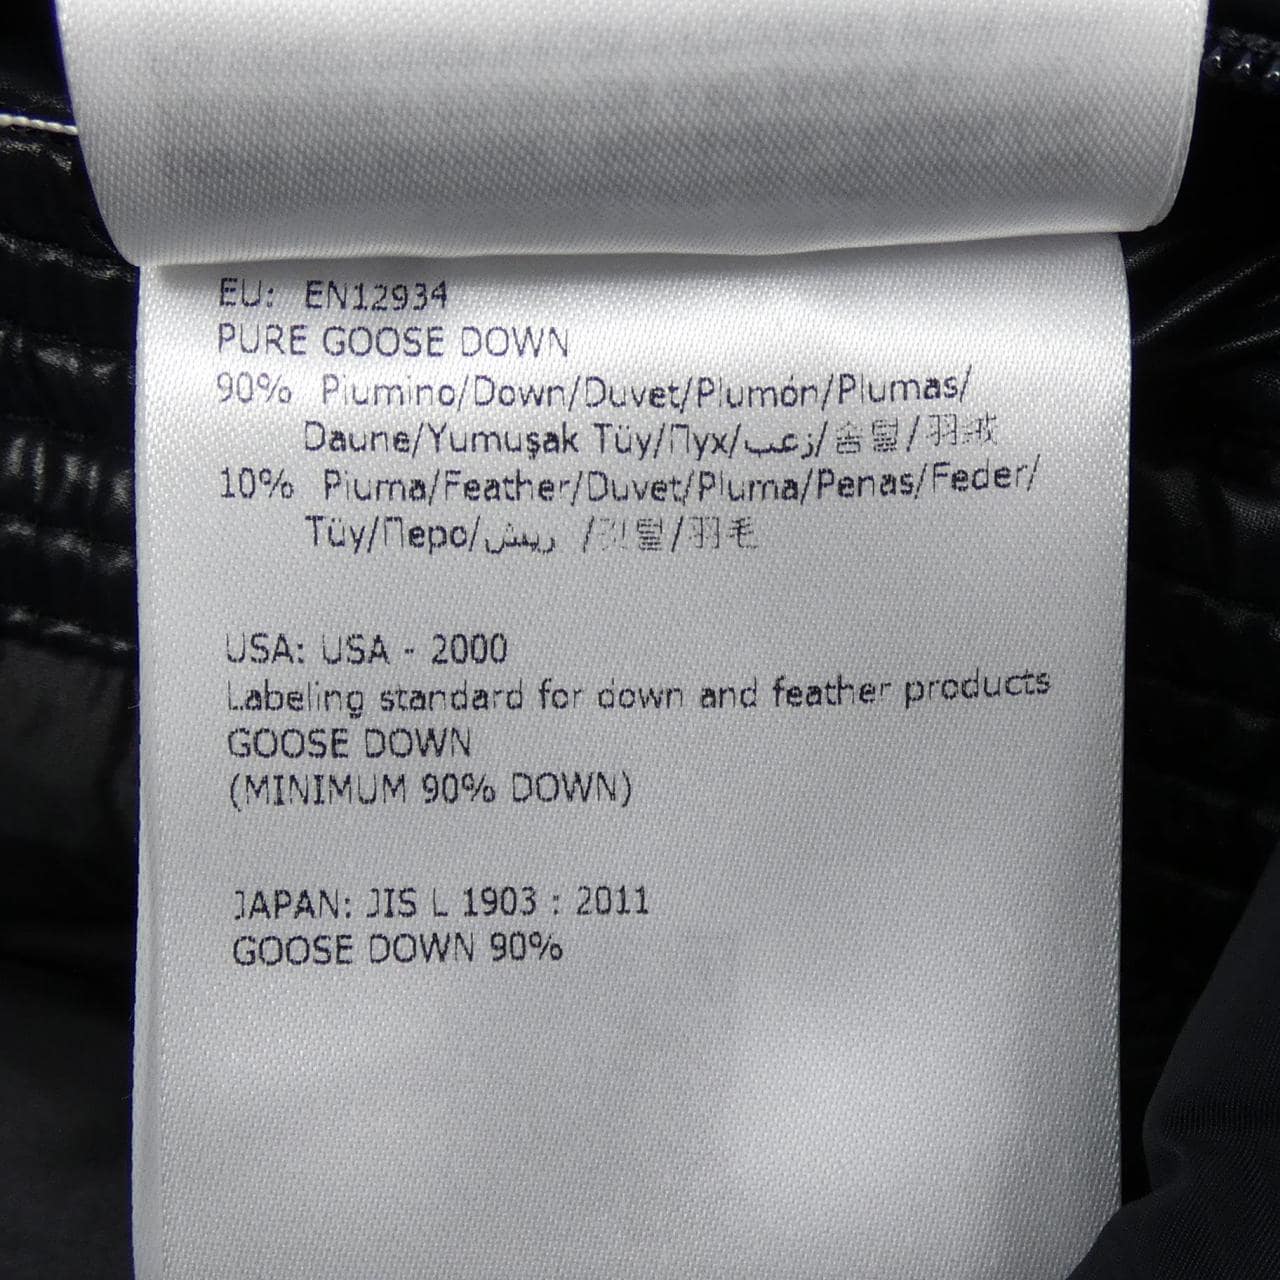 EU: EN12934
PURE GOOSE DOWN
90% Piumino/Down/Duvet/Plumón/Plumas/
Daune/Yumuşak Tüy/Пух/زغب/솜털/羽绒
10% Piuma/Feather/Duvet/Pluma/Penas/Feder/
Tüy/Перо/ريش /깃털/羽毛
USA: USA - 2000
Labeling standard for down and feather products
GOOSE DOWN
(MINIMUM 90% DOWN)
JAPAN: JIS L 1903 : 2011
GOOSE DOWN 90%